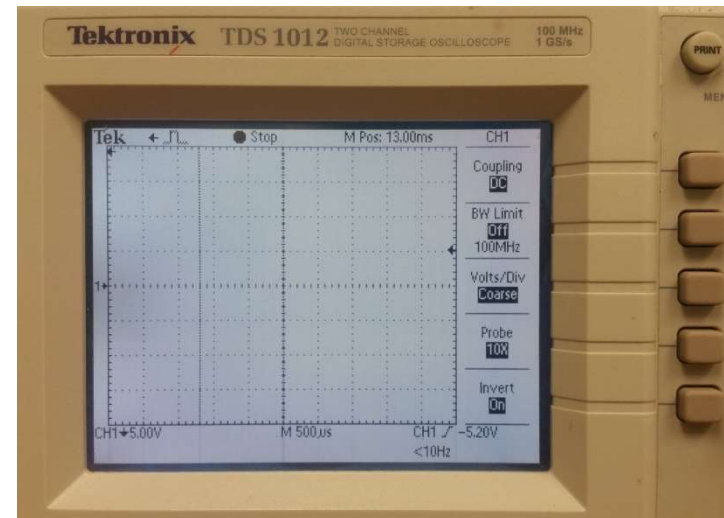 Tektronix TDS 1012 TWO CHANNEL DIGITAL STORAGE OSCILLOSCOPE 100 MHz 1 GS/s
PRINT
Tek Stop M Pos: 13.00ms CH1
Coupling
DC
BW Limit
Off
100MHz
1
Volts/Div
Coarse
Probe
10X
Invert
On
CH1 5.00V M 500µs CH1 -5.20V
<10Hz